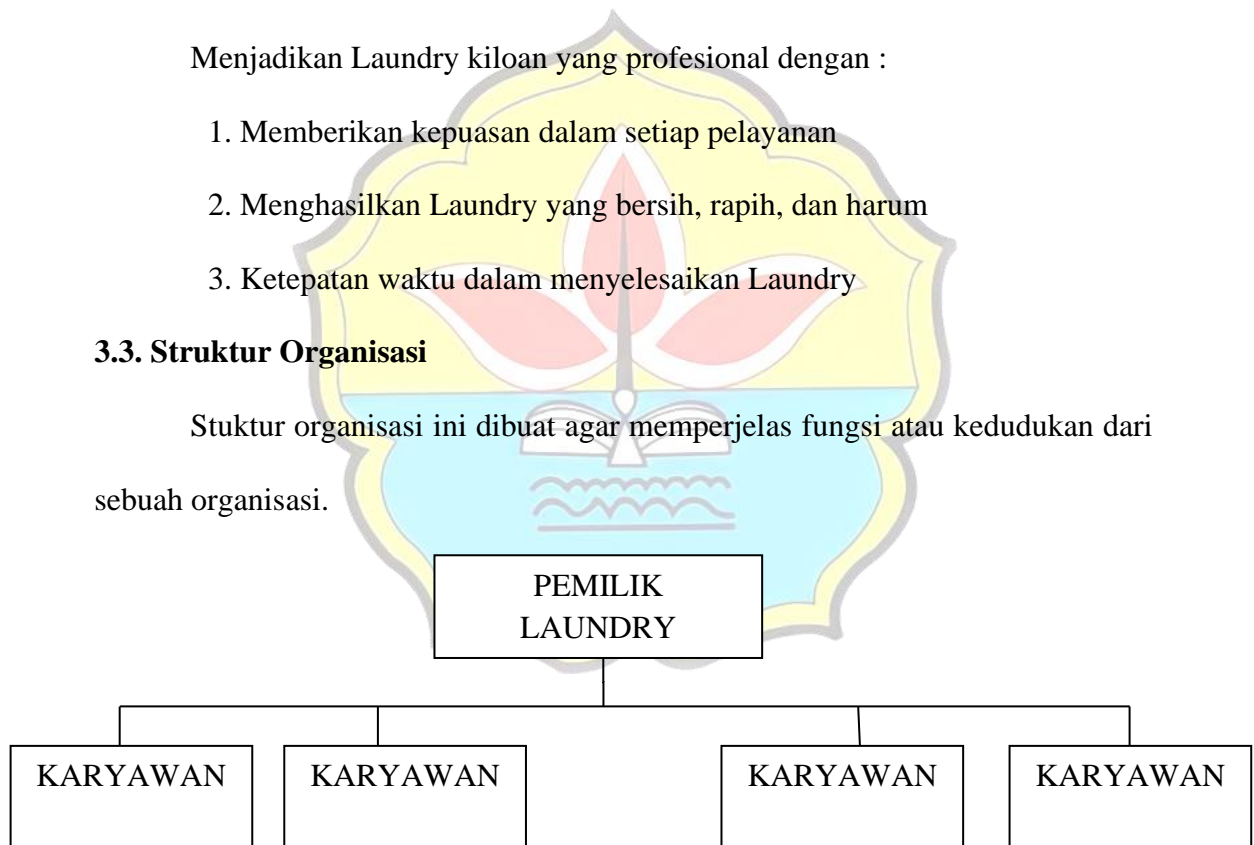 Menjadikan Laundry kiloan yang profesional dengan :
1. Memberikan kepuasan dalam setiap pelayanan
2. Menghasilkan Laundry yang bersih, rapih, dan harum
3. Ketepatan waktu dalam menyelesaikan Laundry
3.3. Struktur Organisasi
Stuktur organisasi ini dibuat agar memperjelas fungsi atau kedudukan dari
sebuah organisasi.
PEMILIK
LAUNDRY
KARYAWAN KARYAWAN KARYAWAN KARYAWAN